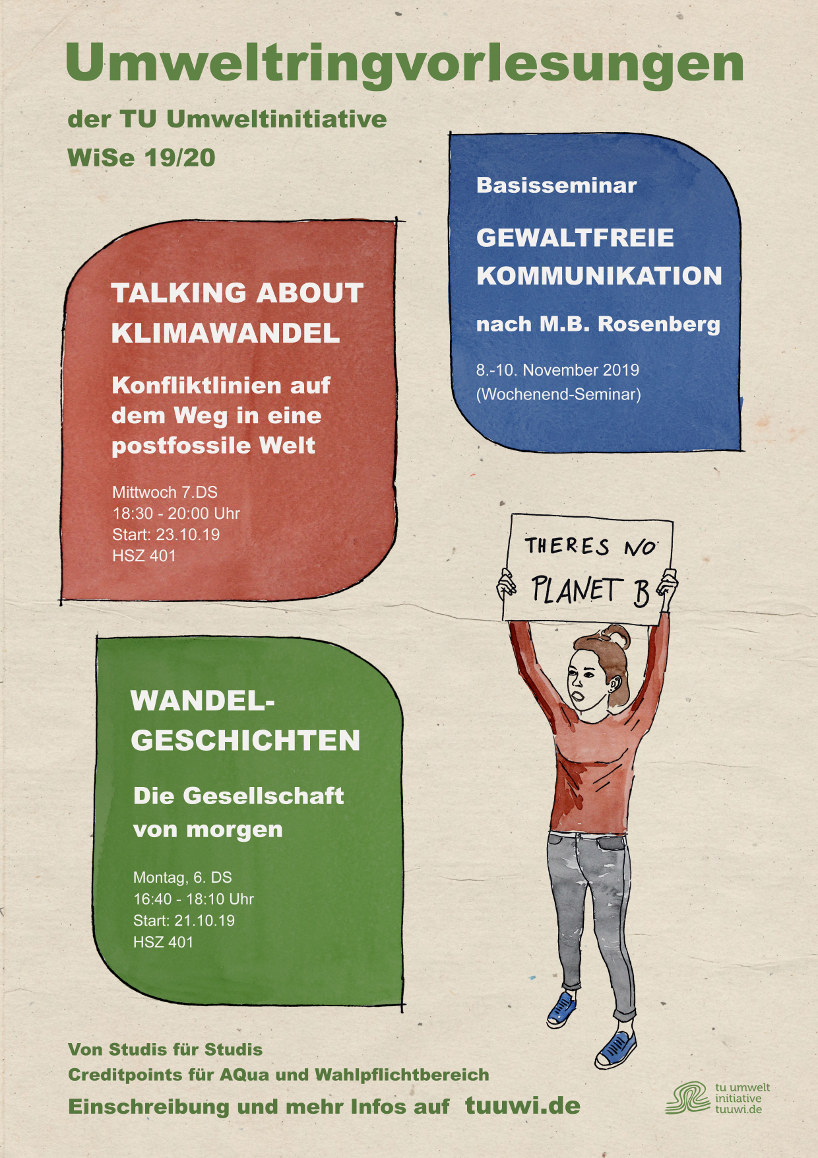 Umweltringvorlesungen
der TU Umweltinitiative
WiSe 19/20
Basisseminar
GEWALTFREIE
KOMMUNIKATION
nach M.B. Rosenberg
8.-10. November 2019
(Wochenend-Seminar)
TALKING ABOUT
KLIMAWANDEL
Konfliktlinien auf
dem Weg in eine
postfossile Welt
Mittwoch 7.DS
18:30 - 20:00 Uhr
Start: 23.10.19
HSZ 401
THERES NO
PLANET B
WANDEL-
GESCHICHTEN
Die Gesellschaft
von morgen
Montag, 6. DS
16:40 - 18:10 Uhr
Start: 21.10.19
HSZ 401
Von Studis für Studis
Creditpoints für AQua und Wahlpflichtbereich
Einschreibung und mehr Infos auf tuuwi.de
tu umwelt
initiative
tuuwi.de